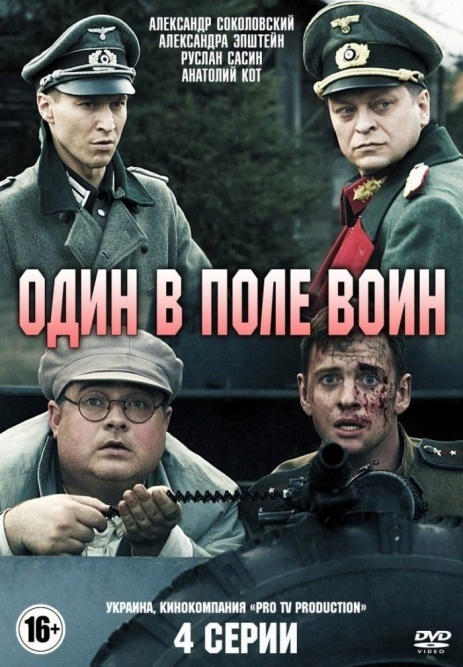 АЛЕКСАНДР СОКОЛОВСКИЙ
АЛЕКСАНДРА ЭПШТЕЙН
РУСЛАН САСИН
АНАТОЛИЙ КОТ
ОДИН В ПОЛЕ ВОИН
УКРАИНА, КИНОКОМПАНИЯ «PRO TV PRODUCTION»
16+
4 СЕРИИ
DVD
VIDEO